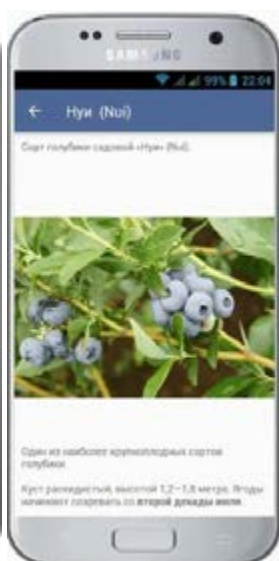 SAMSUNG
99% 22:04
Нуи (Nui)
Сорт голубики садовой «Нуи» (Nui).
Один из наиболее крупноплодных сортов
голубики.
Куст раскидистый, высотой 1,2–1,8 метра. Ягоды
начинают созревать со второй декады июля.